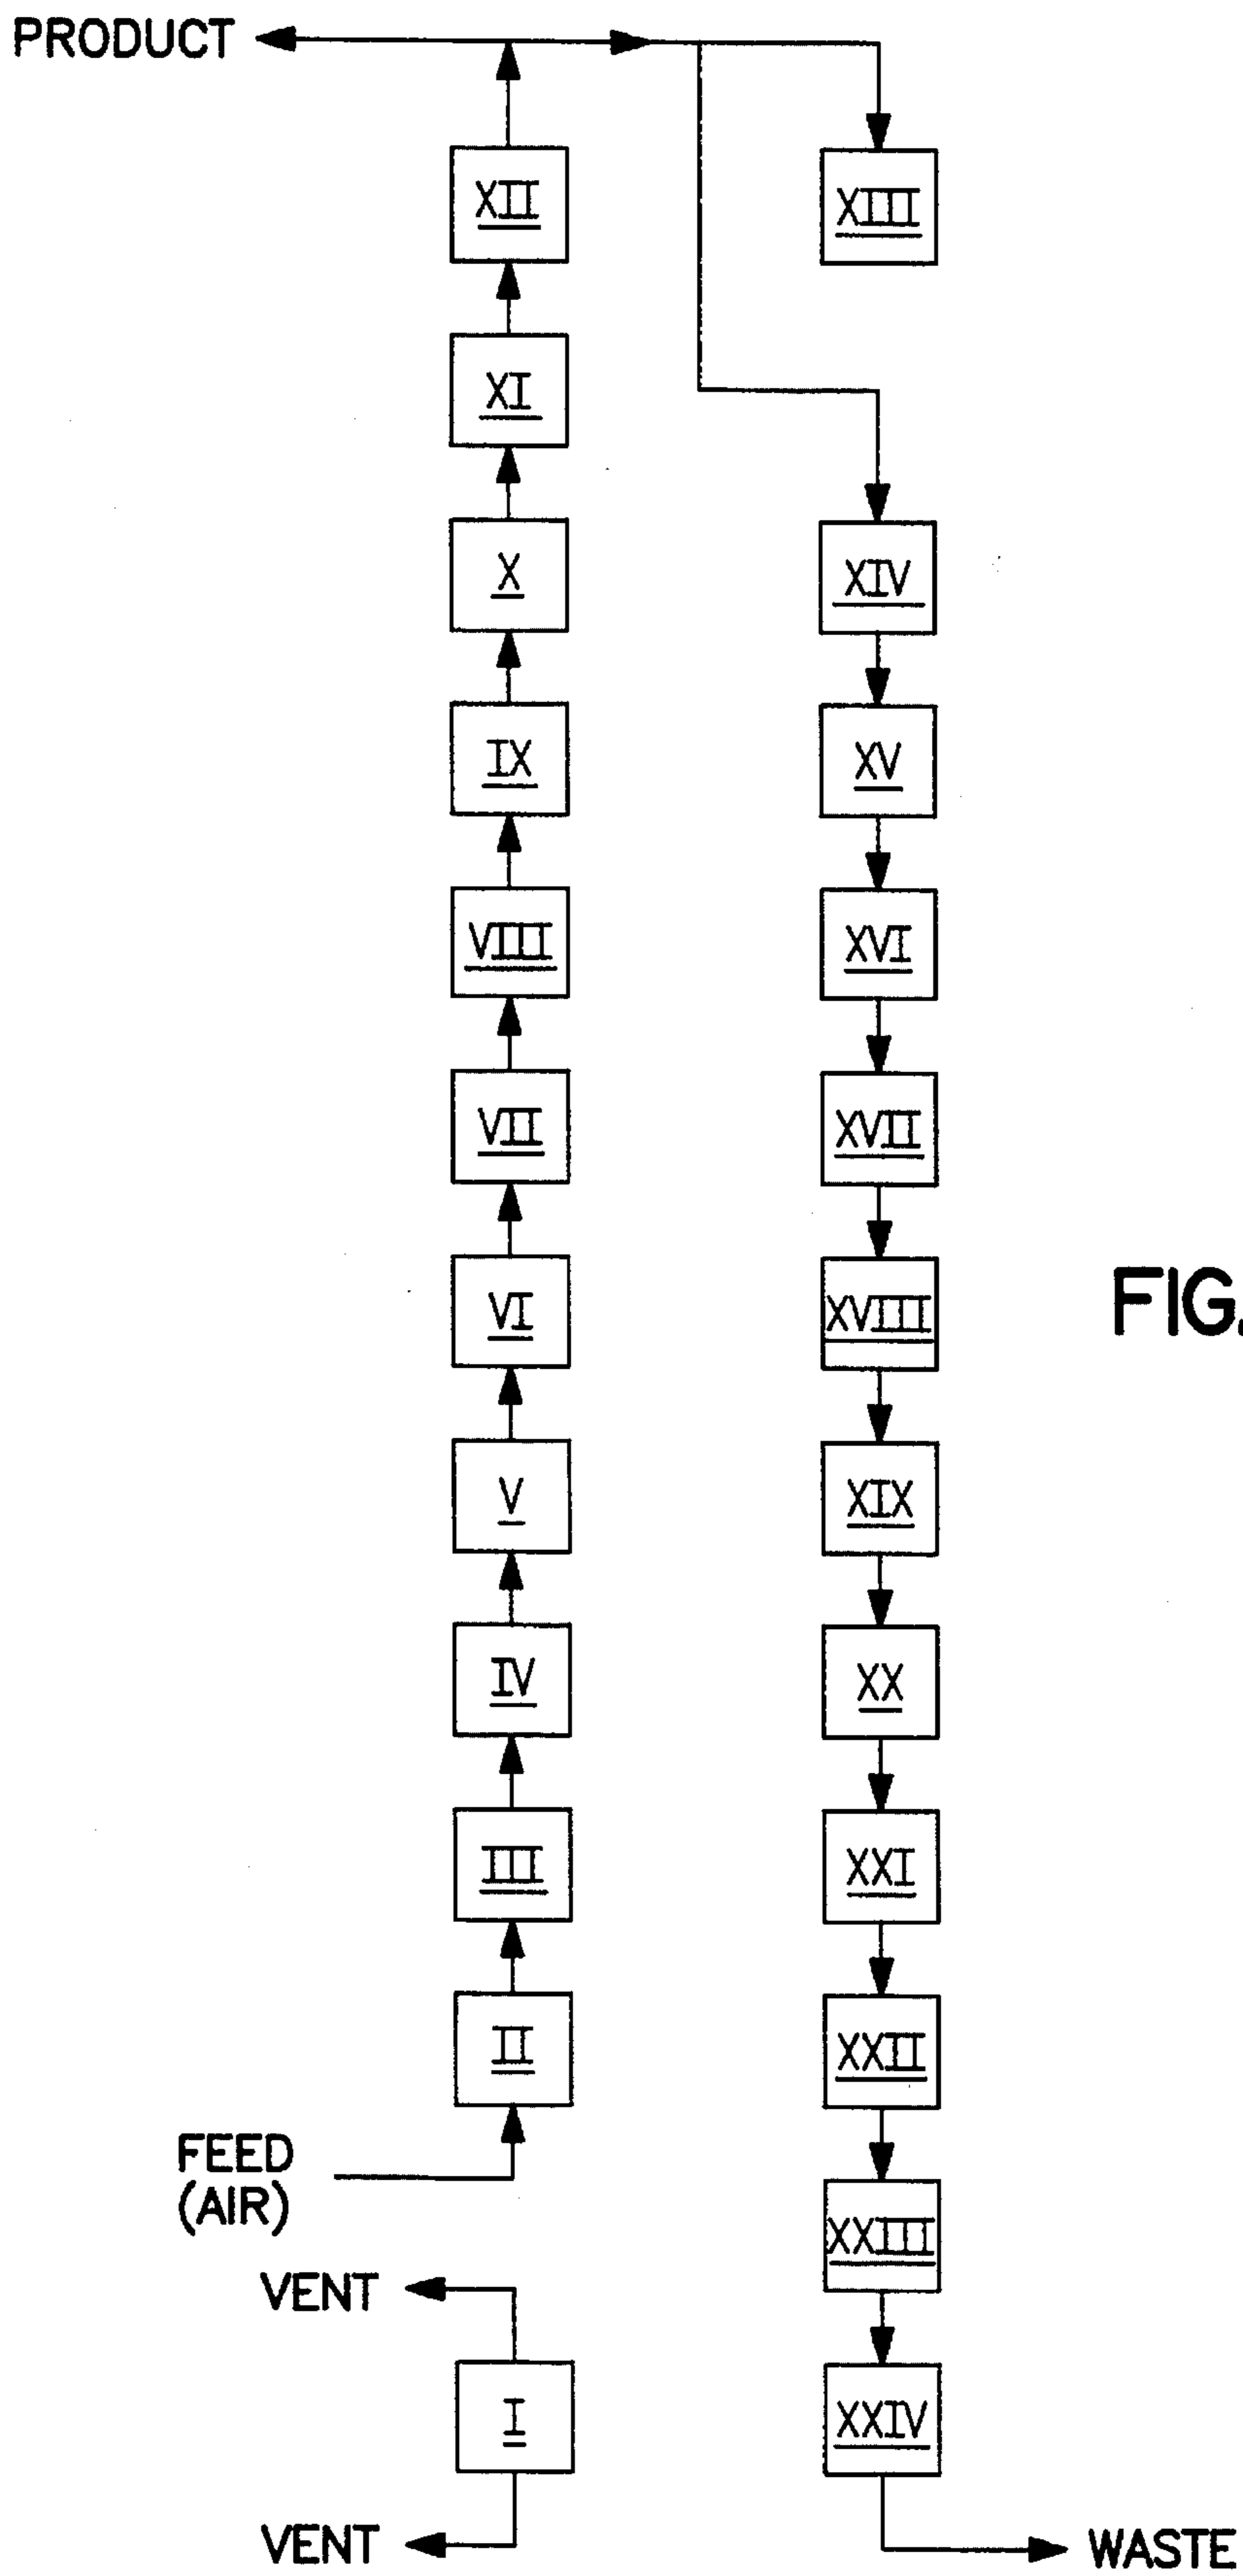 PRODUCT
XII
XIII
XI
X
XIV
IX
XV
VIII
XVI
VII
XVII
VI
XVIII
FIG.
V
XIX
IV
XX
III
XXI
II
XXII
FEED
(AIR)
XXIII
VENT
I
XXIV
VENT
WASTE